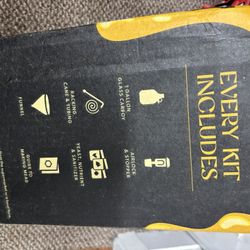 EVERY KIT
INCLUDES
1 GALLON
GLASS CARBOY
RACKING
CANE & TUBING
FUNNEL
AIRLOCK
& STOPPER
YEAST, NUTRIENT
& SANITIZER
GUIDE TO
MAKING MEAD